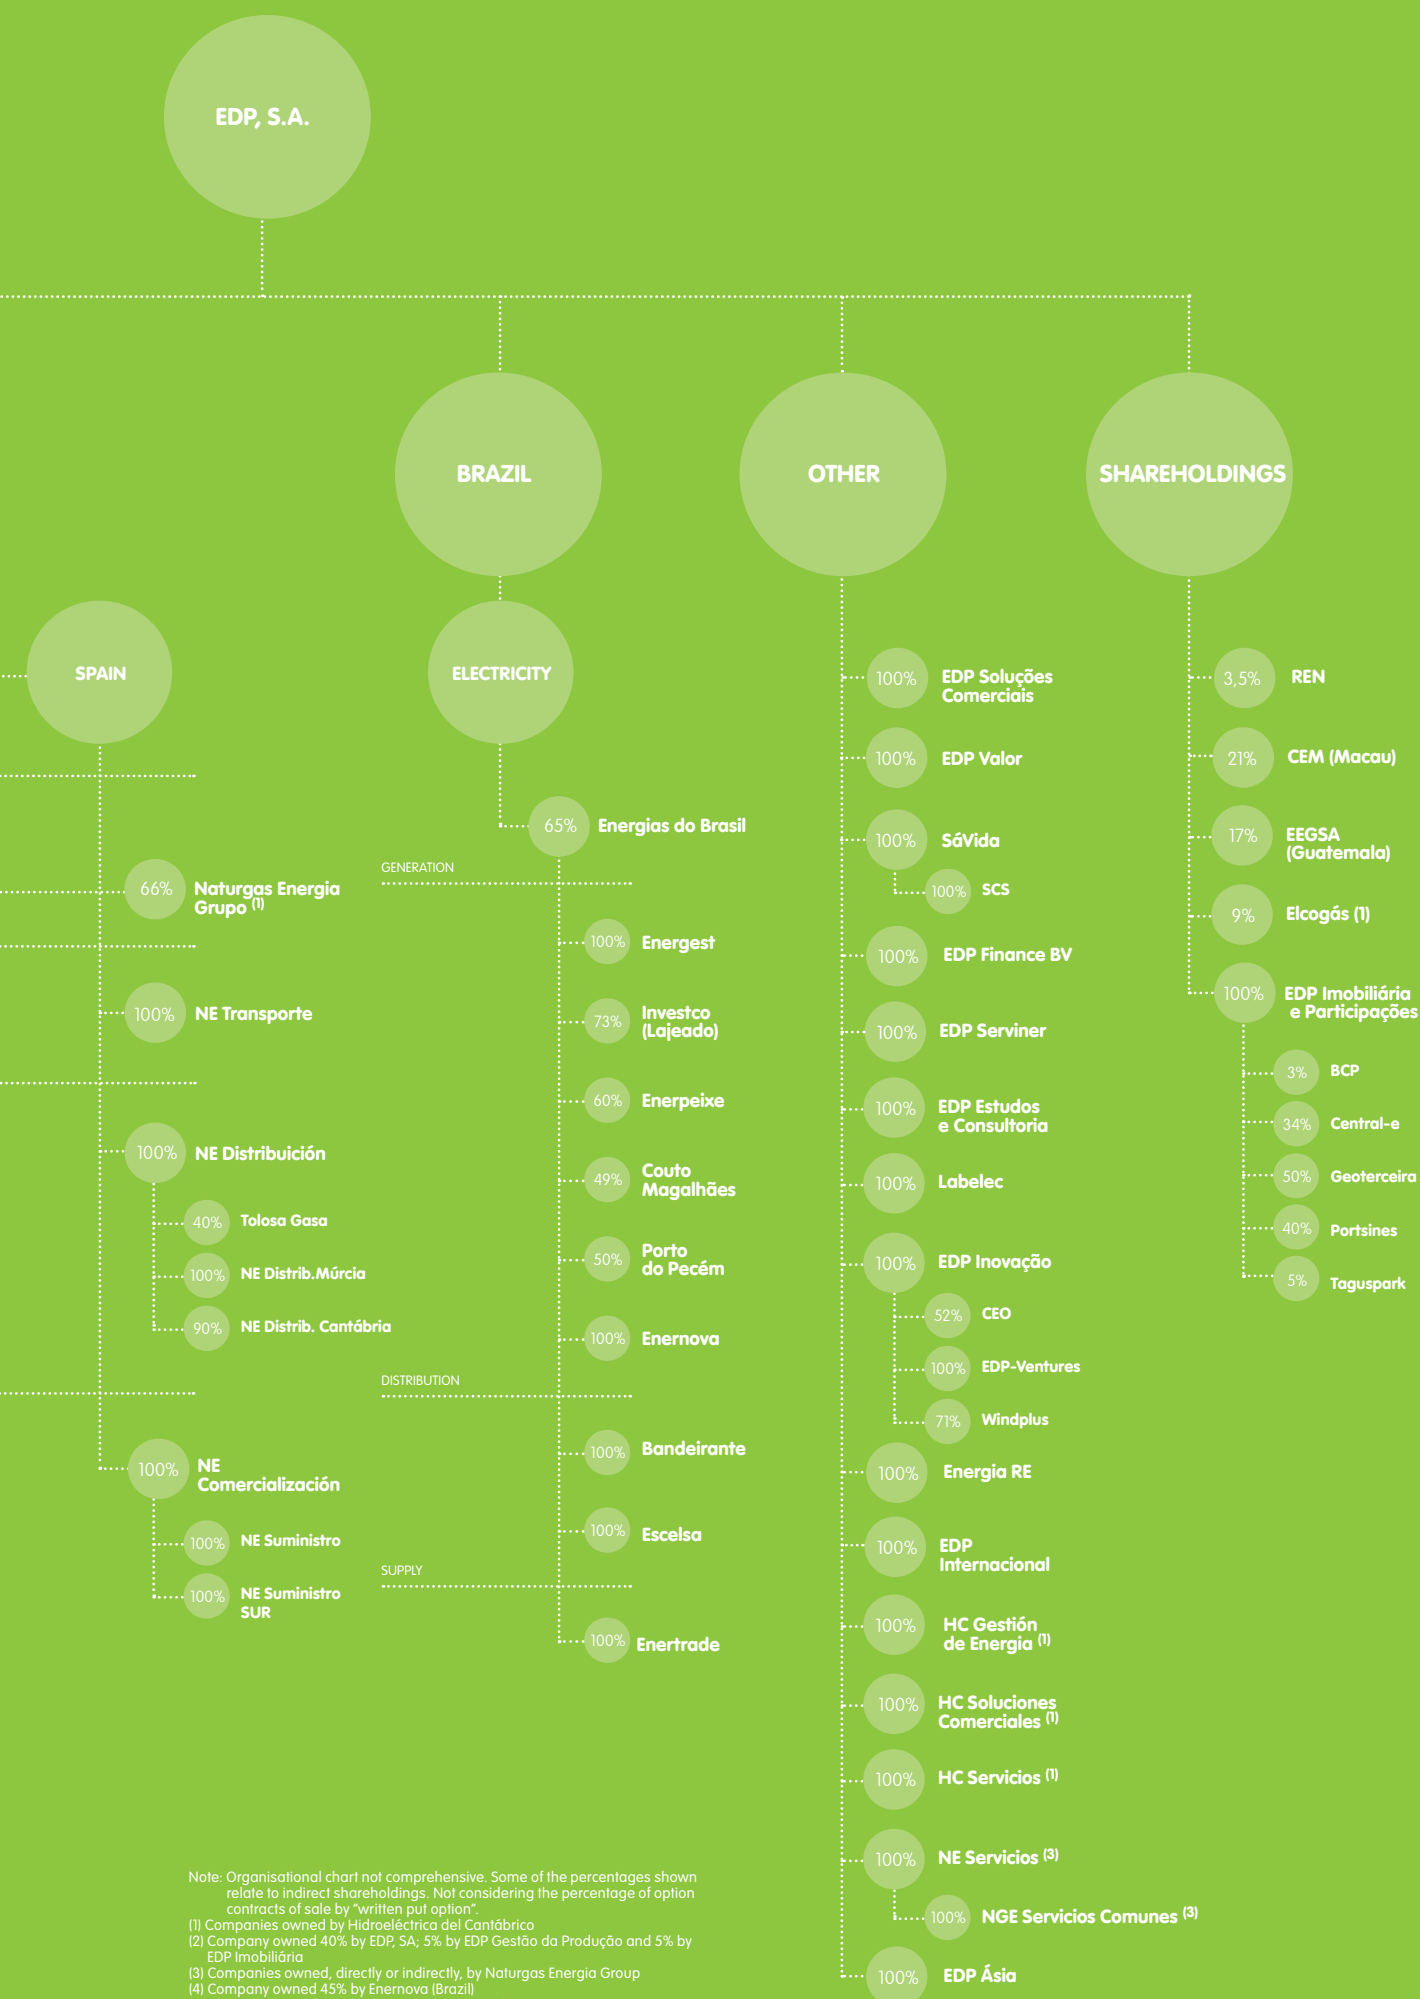 EDP, S.A.
BRAZIL
OTHER
SHAREHOLDINGS
SPAIN
66%
Naturgas Energia
Grupo (1)
100%
NE Transporte
100%
NE Distribuición
40%
Tolosa Gasa
100%
NE Distrib.Múrcia
90%
NE Distrib. Cantábria
100%
NE
Comercialización
100%
NE Suministro
100%
NE Suministro
SUR
ELECTRICITY
65%
Energias do Brasil
GENERATION
100%
Energest
73%
Investco
(Lajeado)
60%
Enerpeixe
49%
Couto
Magalhães
50%
Porto
do Pecém
100%
Enernova
DISTRIBUTION
100%
Bandeirante
100%
Escelsa
SUPPLY
100%
Enertrade
100%
EDP Soluções
Comerciais
100%
EDP Valor
100%
SáVida
100%
SCS
100%
EDP Finance BV
100%
EDP Serviner
100%
EDP Estudos
e Consultoria
100%
Labelec
100%
EDP Inovação
52%
CEO
100%
EDP-Ventures
71%
Windplus
100%
Energia RE
100%
EDP
Internacional
100%
HC Gestión
de Energia (1)
100%
HC Soluciones
Comerciales (1)
100%
HC Servicios (1)
100%
NE Servicios (3)
100%
NGE Servicios Comunes (3)
100%
EDP Ásia
3,5%
REN
21%
CEM (Macau)
17%
EEGSA
(Guatemala)
9%
Elcogás (1)
100%
EDP Imobiliária
e Participações
3%
BCP
34%
Central-e
50%
Geoterceira
40%
Portsines
5%
Taguspark
Note: Organisational chart not comprehensive. Some of the percentages shown
relate to indirect shareholdings. Not considering the percentage of option
contracts of sale by "written put option".
(1) Companies owned by Hidroeléctrica del Cantábrico
(2) Company owned 40% by EDP, SA; 5% by EDP Gestão da Produção and 5% by
EDP Imobiliária
(3) Companies owned, directly or indirectly, by Naturgas Energia Group
(4) Company owned 45% by Enernova (Brazil)